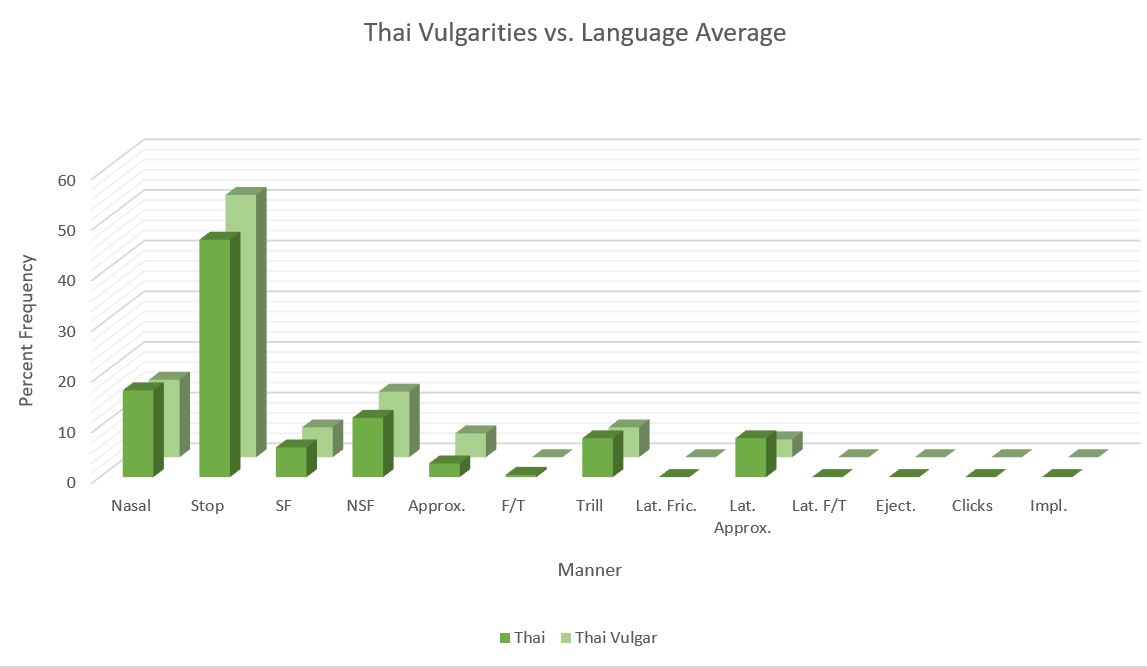 Thai Vulgarities vs. Language Average
60
50
40
30
20
10
0
Percent Frequency
Nasal Stop SF NSF Approx. F/T Trill Lat. Fric. Lat. Approx. Lat. F/T Eject. Clicks Impl.
Manner
Thai Thai Vulgar